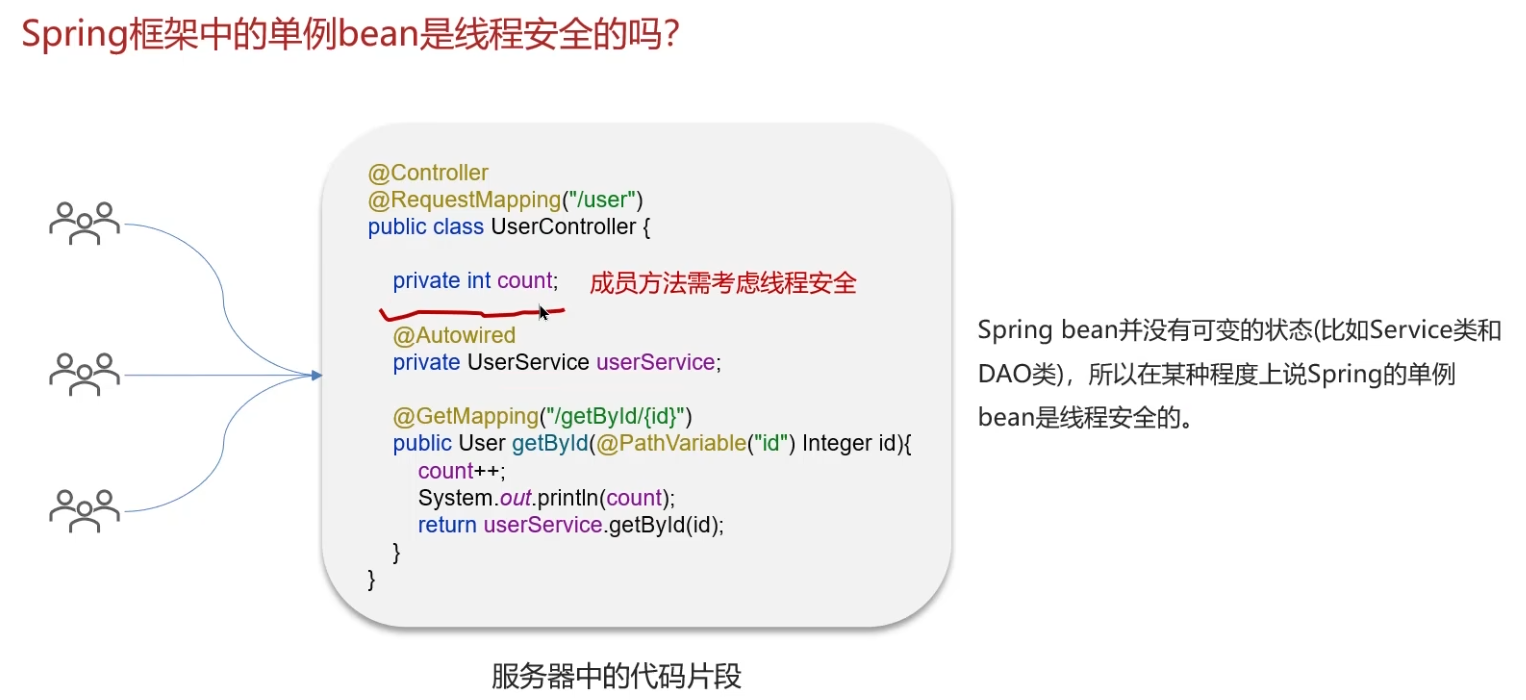 Spring框架中的单例bean是线程安全的吗?
@Controller
@RequestMapping("/user")
public class UserController {
private int count;
成员方法需考虑线程安全
@Autowired
private UserService userService;
@GetMapping("/getById/{id}")
public User getById(@PathVariable("id") Integer id){
count++;
System.out.println(count);
return userService.getById(id);
}
}
Spring bean并没有可变的状态(比如Service类和
DAO类)，所以在某种程度上说Spring的单例
bean是线程安全的。
服务器中的代码片段